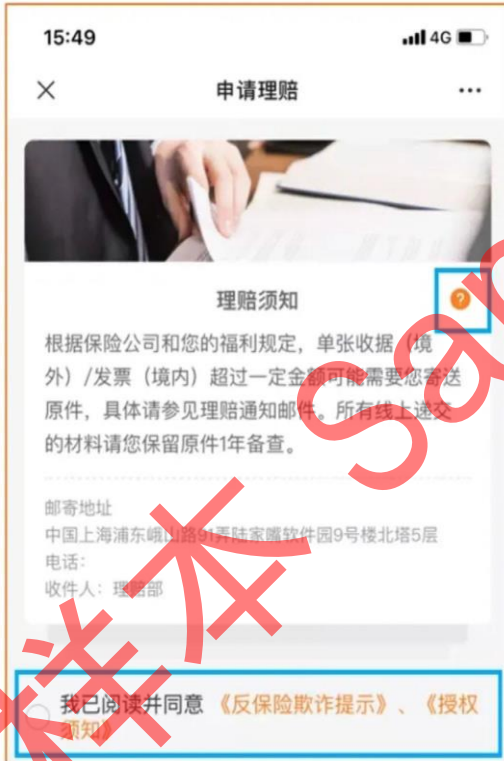 15:49
4G
申请理赔
理赔须知
?
根据保险公司和您的福利规定，单张收据（境
外）/发票（境内）超过一定金额可能需要您寄送
原件，具体请参见理赔通知邮件。所有线上递交
的材料请您保留原件1年备查。
邮寄地址
中国上海浦东峨山路91弄陆家嘴软件园9号楼北塔5层
电话：
收件人：理赔部
我已阅读并同意 《反保险欺诈提示》、《授权
须知》
样本 Sam